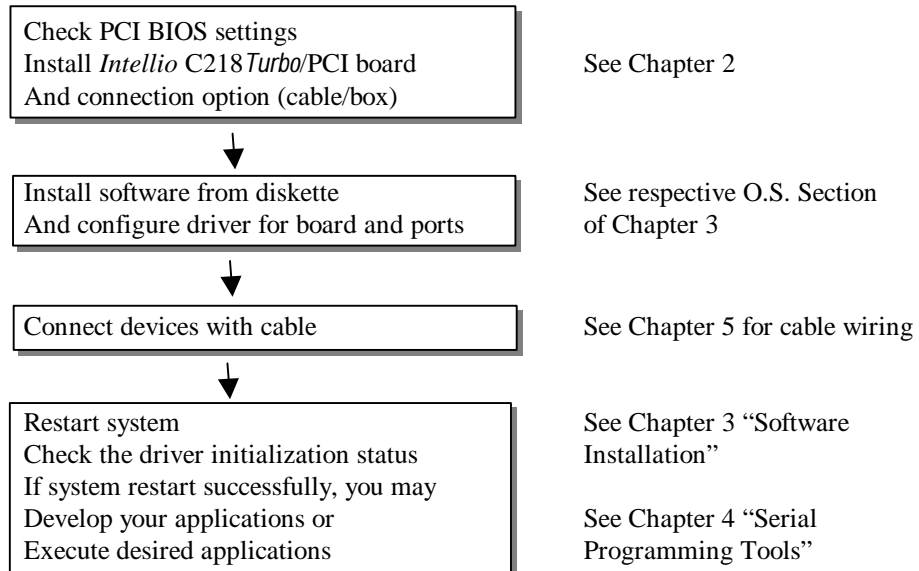 Check PCI BIOS settings
Install Intellio C218Turbo/PCI board
And connection option (cable/box)
See Chapter 2
Install software from diskette
And configure driver for board and ports
See respective O.S. Section
of Chapter 3
Connect devices with cable
See Chapter 5 for cable wiring
Restart system
Check the driver initialization status
If system restart successfully, you may
Develop your applications or
Execute desired applications
See Chapter 3 “Software
Installation”
See Chapter 4 “Serial
Programming Tools”